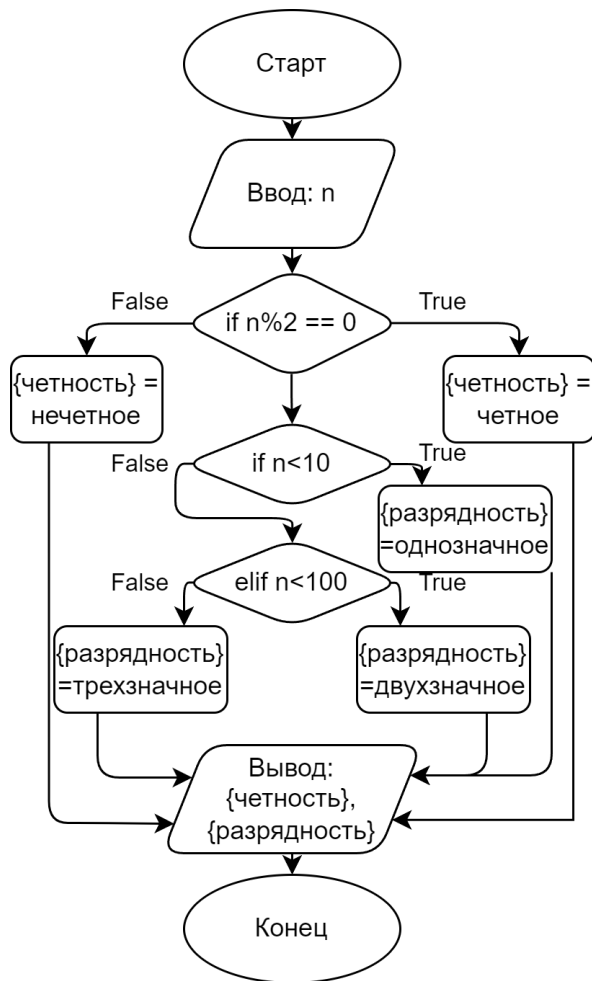 Старт
Ввод: n
False
True
if n%2 == 0
{четность} =
нечетное
{четность} =
четное
False
True
if n<10
{разрядность}
=однозначное
False
True
elif n<100
{разрядность}
=трехзначное
{разрядность}
=двухзначное
Вывод:
{четность},
{разрядность}
Конец